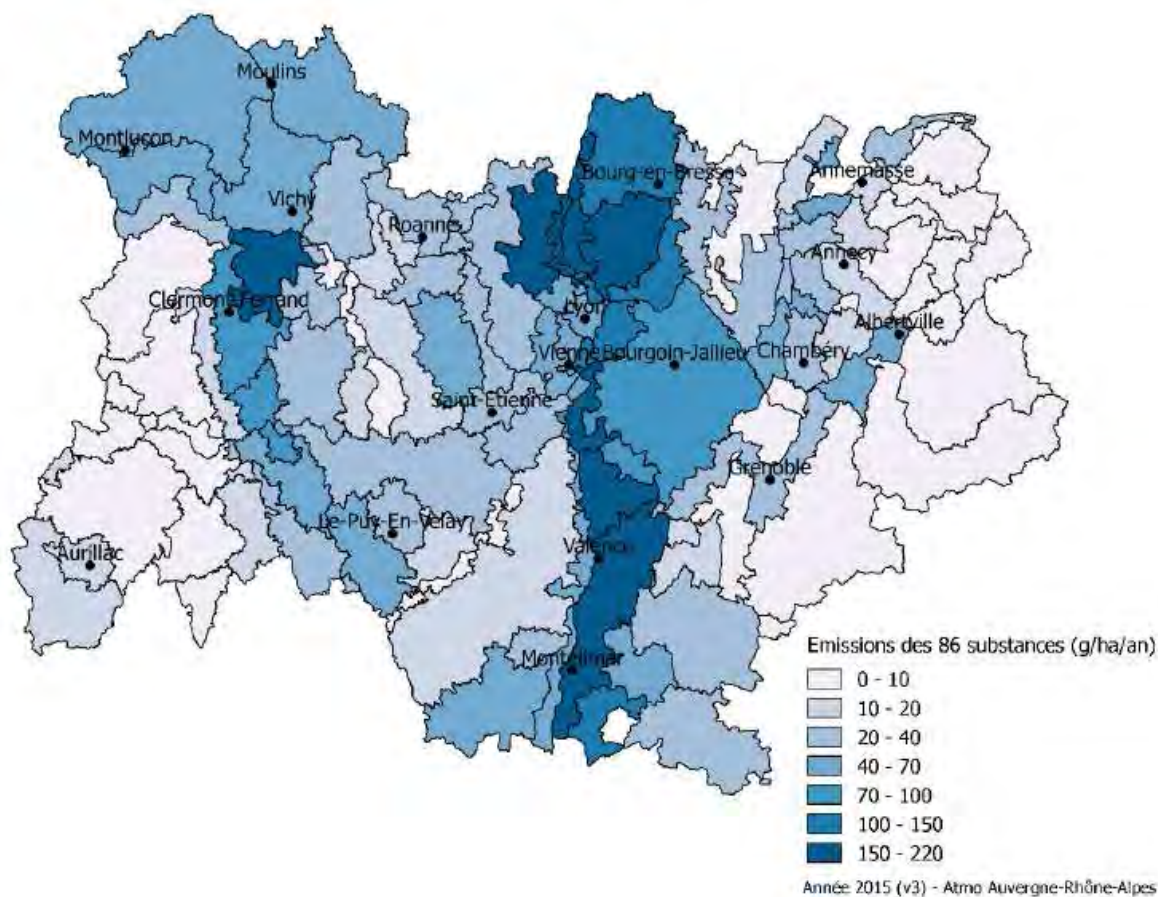 Moulins
Montluçon
Bourg-en-Bresse
Annemasse
Vichy
Roanne
Annecy
Clermont-Ferrand
Lyon
Albertville
Vienne
Bourgoin-Jallieu
Chambéry
Saint-Etienne
Grenoble
Le-Puy-En-Velay
Valence
Aurillac
Montélimar
Emissions des 86 substances (g/ha/an)
0 - 10
10 - 20
20 - 40
40 - 70
70 - 100
100 - 150
150 - 220
Année 2015 (v3) - Atmo Auvergne-Rhône-Alpes